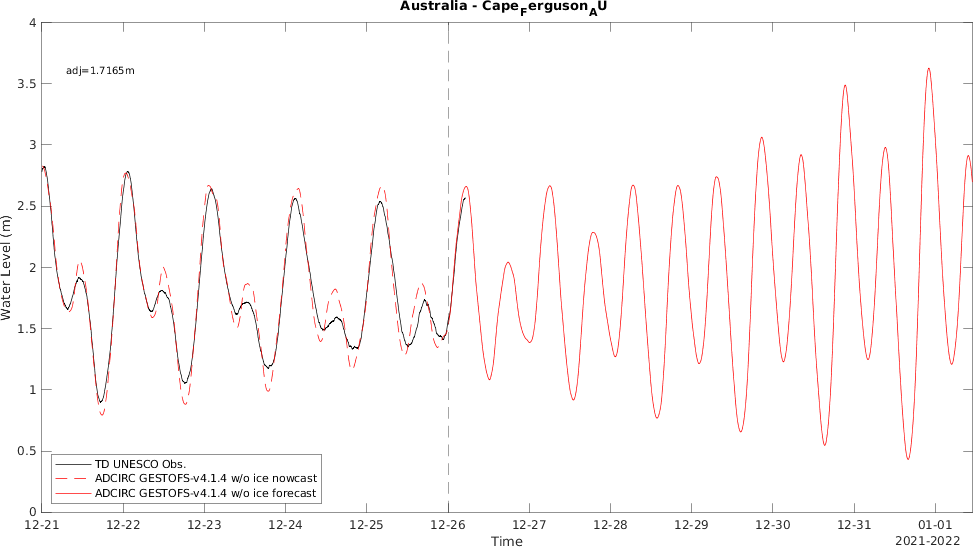 Australia - Cape_Ferguson_AU
4
adj=1.7165m
3.5
3
2.5
2
1.5
1
0.5
0
Water Level (m)
TD UNESCO Obs.
ADCIRC GESTOFS-v4.1.4 w/o ice nowcast
ADCIRC GESTOFS-v4.1.4 w/o ice forecast
12-21 12-22 12-23 12-24 12-25 12-26 12-27 12-28 12-29 12-30 12-31 01-01
Time
2021-2022